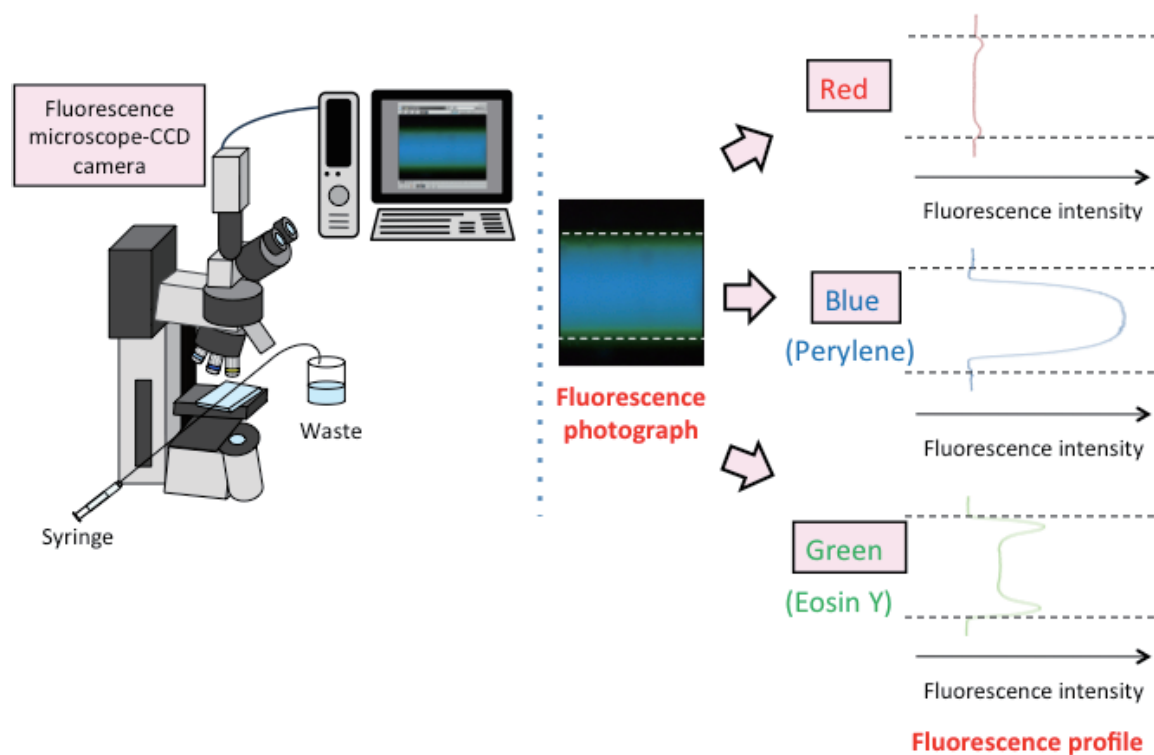 Fluorescence
microscope-CCD
camera
Waste
Syringe
Fluorescence
photograph
Red
Fluorescence intensity
Blue
(Perylene)
Fluorescence intensity
Green
(Eosin Y)
Fluorescence intensity
Fluorescence profile